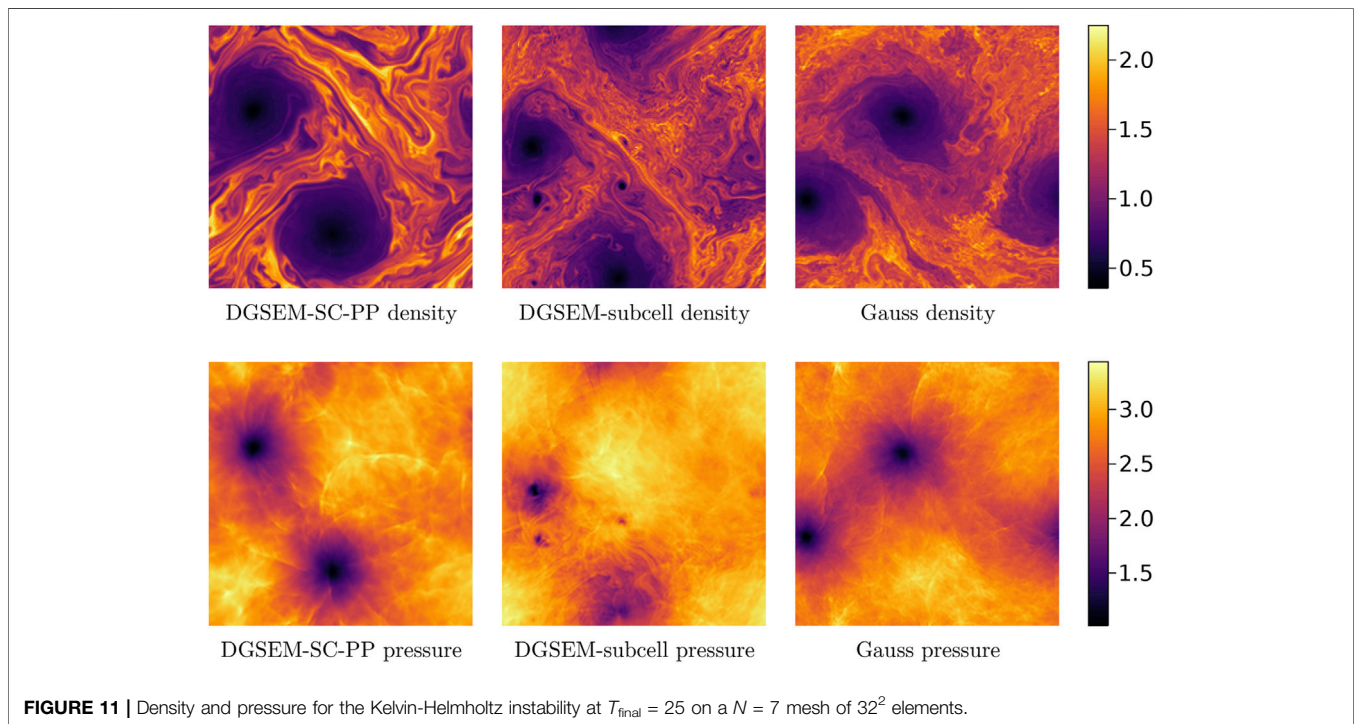 2.0
1.5
1.0
0.5
DGSEM-SC-PP density DGSEM-subcell density Gauss density
3.0
2.5
2.0
1.5
DGSEM-SC-PP pressure DGSEM-subcell pressure Gauss pressure
FIGURE 11 | Density and pressure for the Kelvin-Helmholtz instability at T_final = 25 on a N = 7 mesh of 32² elements.